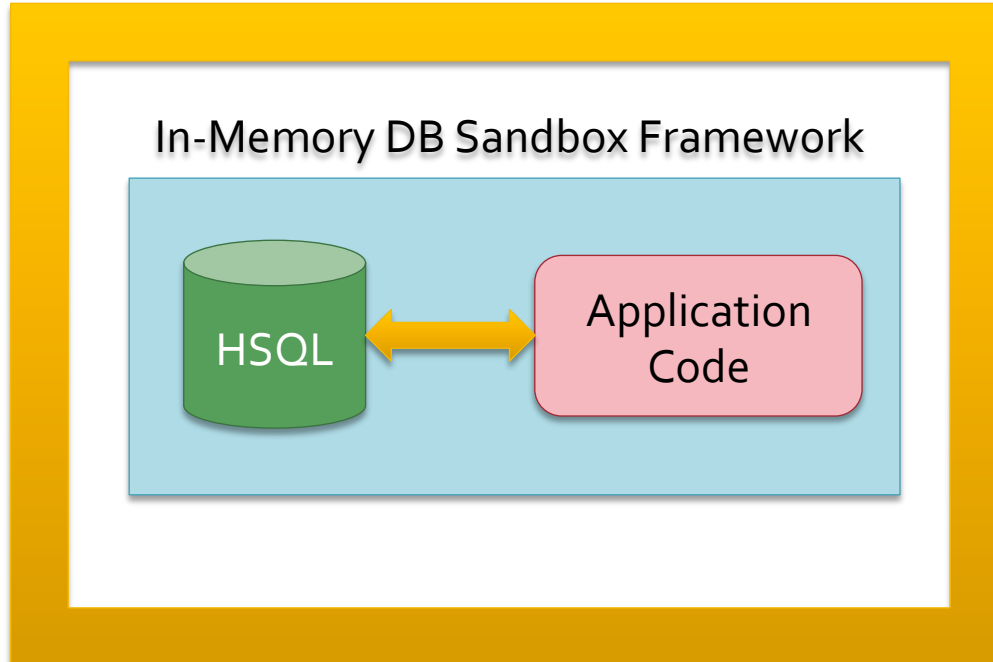 In-Memory DB Sandbox Framework
HSQL
Application
Code